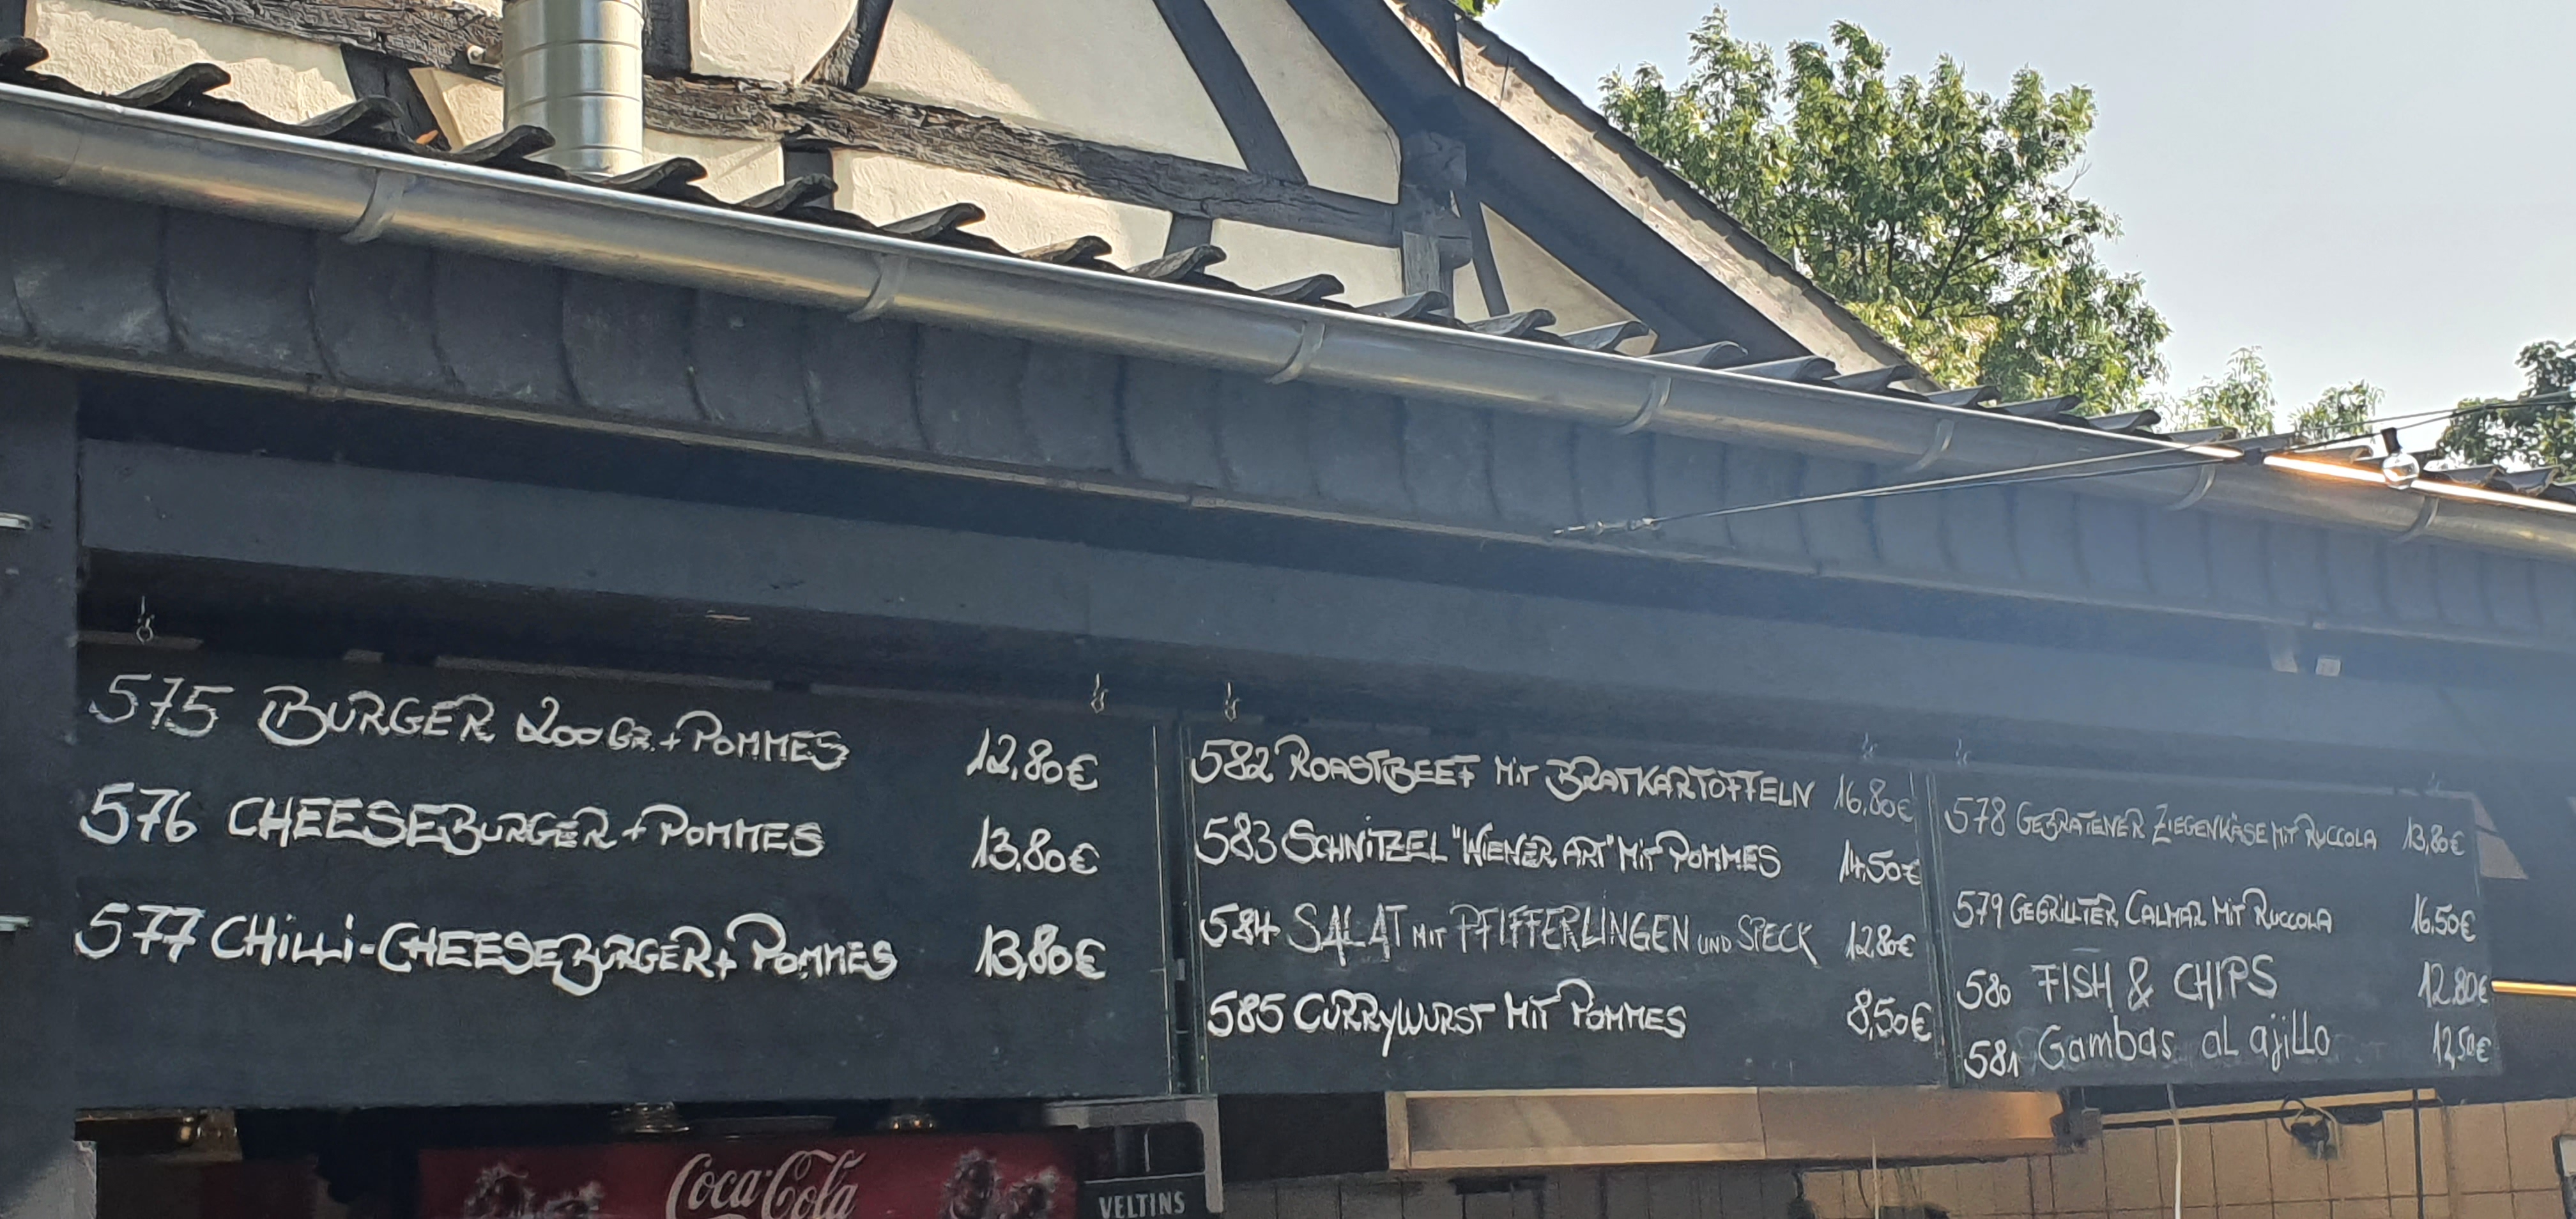 575 BURGER 200GR.+POMMES 12,80€
576 CHEESEBURGER+POMMES 13,80€
577 CHILLI-CHEESEBURGER+POMMES 13,80€
582 ROASTBEEF MIT BRATKARTOFFELN 16,80€
583 SCHNITZEL "WIENER ART" MIT POMMES 14,50€
584 SALAT MIT PFIFFERLINGEN UND SPECK 12,80€
585 CURRYWURST MIT POMMES 8,50€
578 GEBRATENER ZIEGENKÄSE MIT RUCCOLA 13,80€
579 GEGRILLTER CALMAR MIT RUCCOLA 16,50€
580 FISH & CHIPS 12,80€
581 Gambas al ajillo 12,50€
Coca-Cola
VELTINS